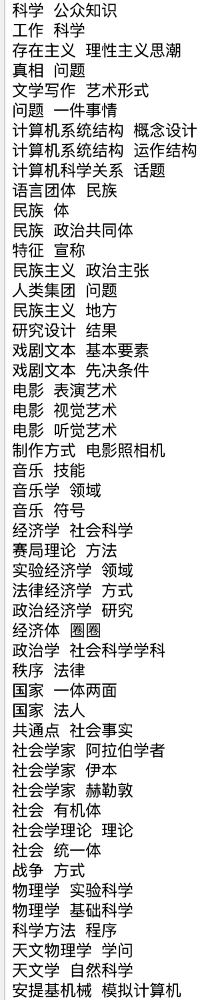 科学 公众知识
工作 科学
存在主义 理性主义思潮
真相 问题
文学写作 艺术形式
问题 一件事情
计算机系统结构 概念设计
计算机系统结构 运作结构
计算机科学关系 话题
语言团体 民族
民族 体
民族 政治共同体
特征 宣称
民族主义 政治主张
人类集团 问题
民族主义 地方
研究设计 结果
戏剧文本 基本要素
戏剧文本 先决条件
电影 表演艺术
电影 视觉艺术
电影 听觉艺术
制作方式 电影照相机
音乐 技能
音乐学 领域
音乐 符号
经济学 社会科学
赛局理论 方法
实验经济学 领域
法律经济学 方式
政治经济学 研究
经济体 圈圈
政治学 社会科学学科
秩序 法律
国家 一体两面
国家 法人
共通点 社会事实
社会学家 阿拉伯学者
社会学家 伊本
社会学家 赫勒敦
社会 有机体
社会学理论 理论
社会 统一体
战争 方式
物理学 实验科学
物理学 基础科学
科学方法 程序
天文物理学 学问
天文学 自然科学
安提基机械 模拟计算机